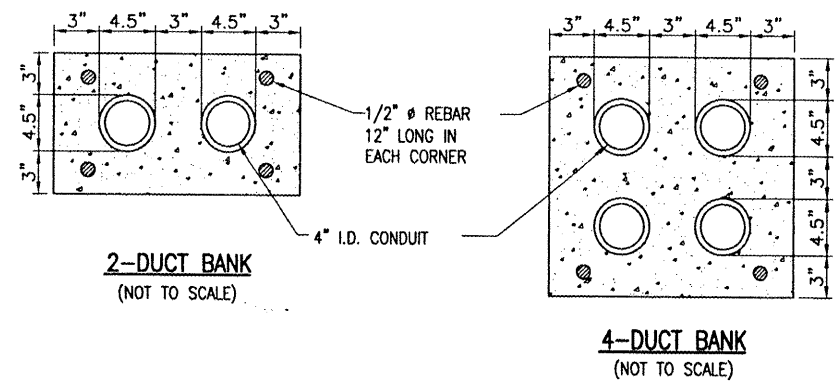 3" 4.5" 3" 4.5" 3"
3"
4.5"
3"
2-DUCT BANK
(NOT TO SCALE)
1/2" ø REBAR
12" LONG IN
EACH CORNER
4" I.D. CONDUIT
3" 4.5" 3" 4.5" 3"
3"
4.5"
3"
4.5"
3"
4-DUCT BANK
(NOT TO SCALE)